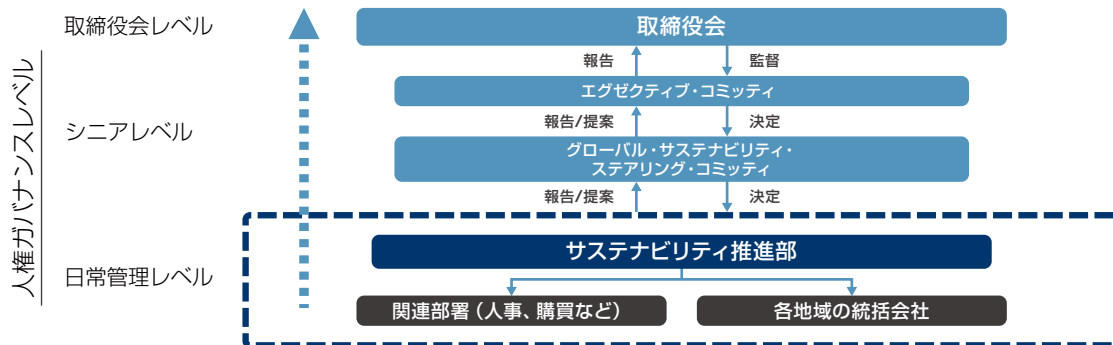 取締役会レベル
取締役会
報告
監督
エグゼクティブ・コミッティ
人権ガバナンスレベル
シニアレベル
報告/提案
決定
グローバル・サステナビリティ・
ステアリング・コミッティ
報告/提案
決定
サステナビリティ推進部
日常管理レベル
関連部署(人事、購買など)
各地域の統括会社